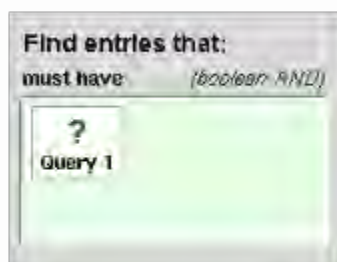 Find entries that:
must have (boolean AND)
?
Query 1